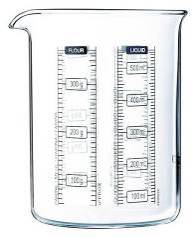 FLOUR
300 g
200 g
100 g
LIQUID
500 mL
400 mL
300 mL
200 mL
100 mL